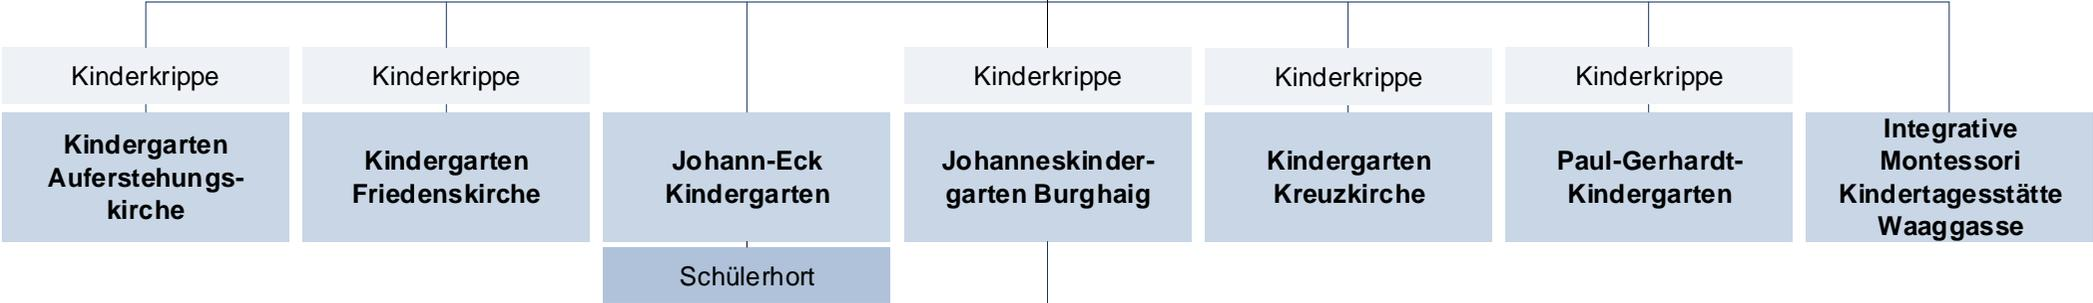 Kinderkrippe
Kindergarten
Auferstehungs-
kirche
Kinderkrippe
Kindergarten
Friedenskirche
Johann-Eck
Kindergarten
Schülerhort
Kinderkrippe
Johanneskinder-
garten Burghaig
Kinderkrippe
Kindergarten
Kreuzkirche
Kinderkrippe
Paul-Gerhardt-
Kindergarten
Integrative
Montessori
Kindertagesstätte
Waaggasse